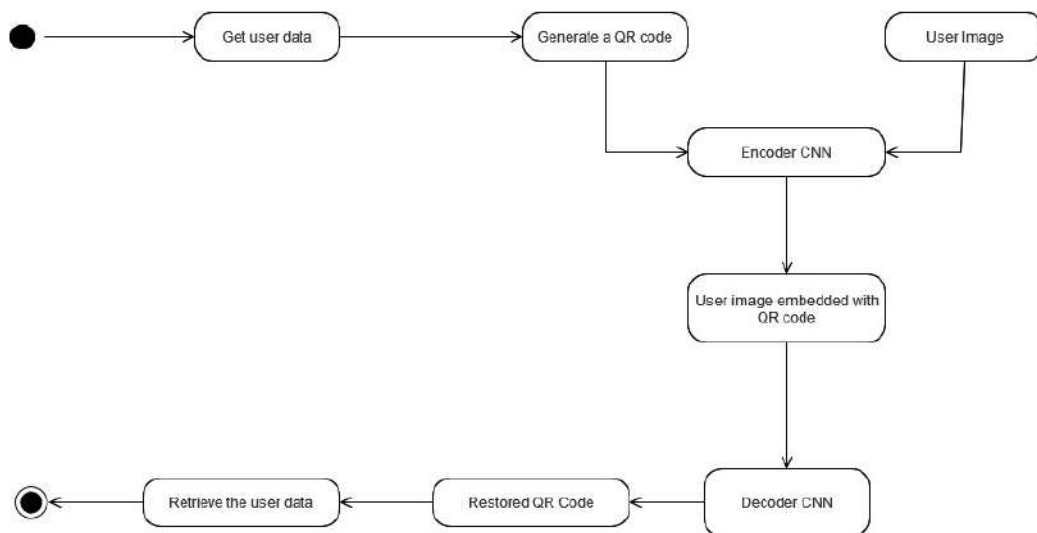 Get user data
Generate a QR code
User Image
Encoder CNN
User image embedded with
QR code
Retrieve the user data
Restored QR Code
Decoder CNN